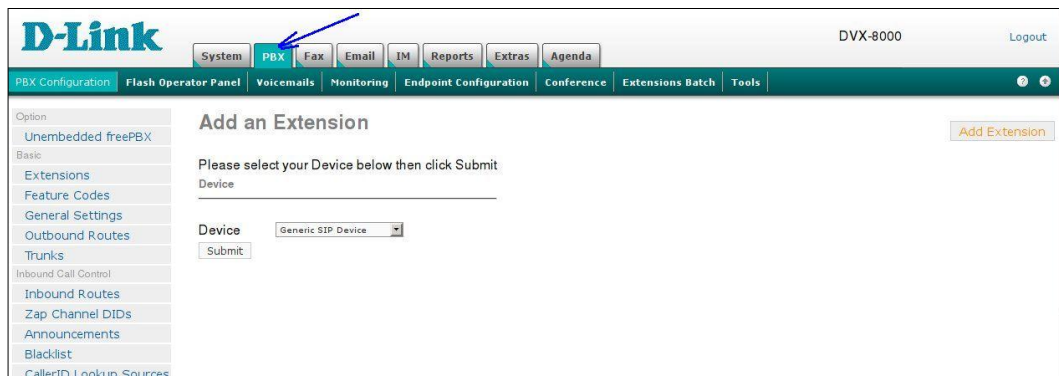 D-Link
DVX-8000
Logout
System PBX Fax Email IM Reports Extras Agenda
PBX Configuration Flash Operator Panel Voicemails Monitoring Endpoint Configuration Conference Extensions Batch Tools
Option
Unembedded freePBX
Basic
Extensions
Feature Codes
General Settings
Outbound Routes
Trunks
Inbound Call Control
Inbound Routes
Zap Channel DIDs
Announcements
Blacklist
CallerID Lookup Sources
Add an Extension
Add Extension
Please select your Device below then click Submit
Device
Device Generic SIP Device
Submit